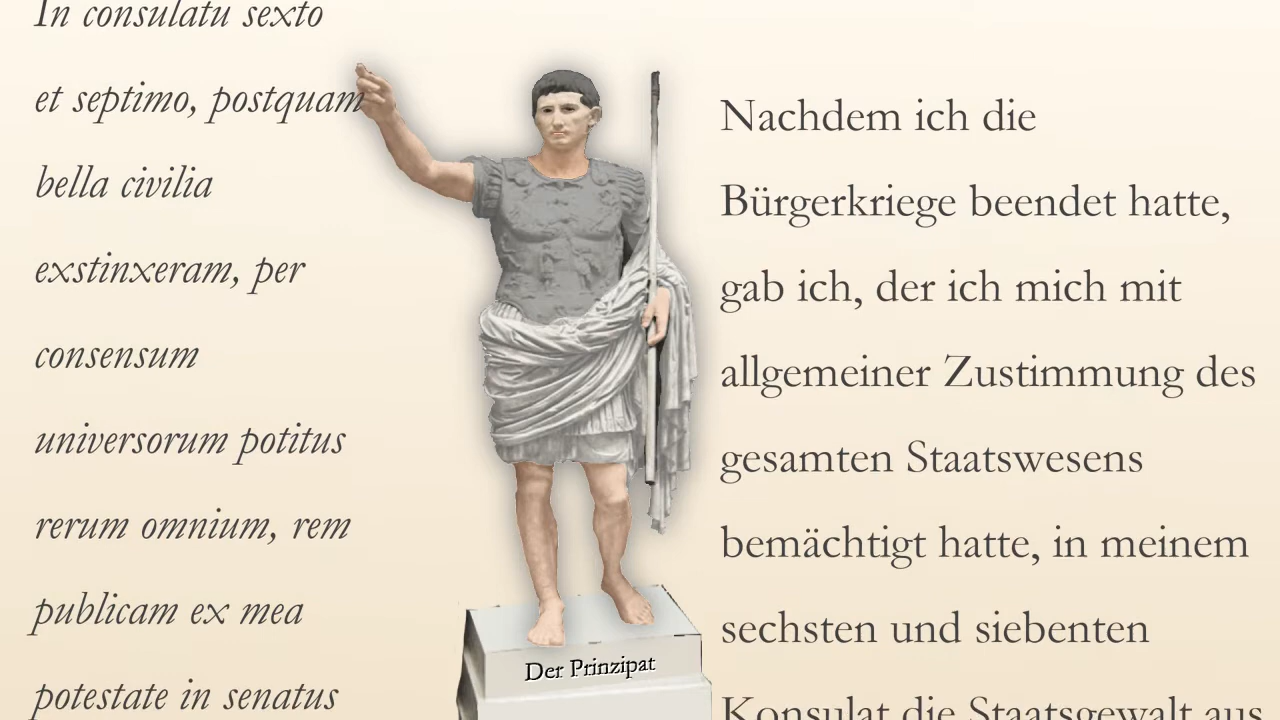 In consulatu sexto
et septimo, postquam
bella civilia
exstinxeram, per
consensum
universorum potitus
rerum omnium, rem
publicam ex mea
potestate in senatus
Nachdem ich die
Bürgerkriege beendet hatte,
gab ich, der ich mich mit
allgemeiner Zustimmung des
gesamten Staatswesens
bemächtigt hatte, in meinem
sechsten und siebenten
Konsulat die Staatsgewalt aus
Der Prinzipat